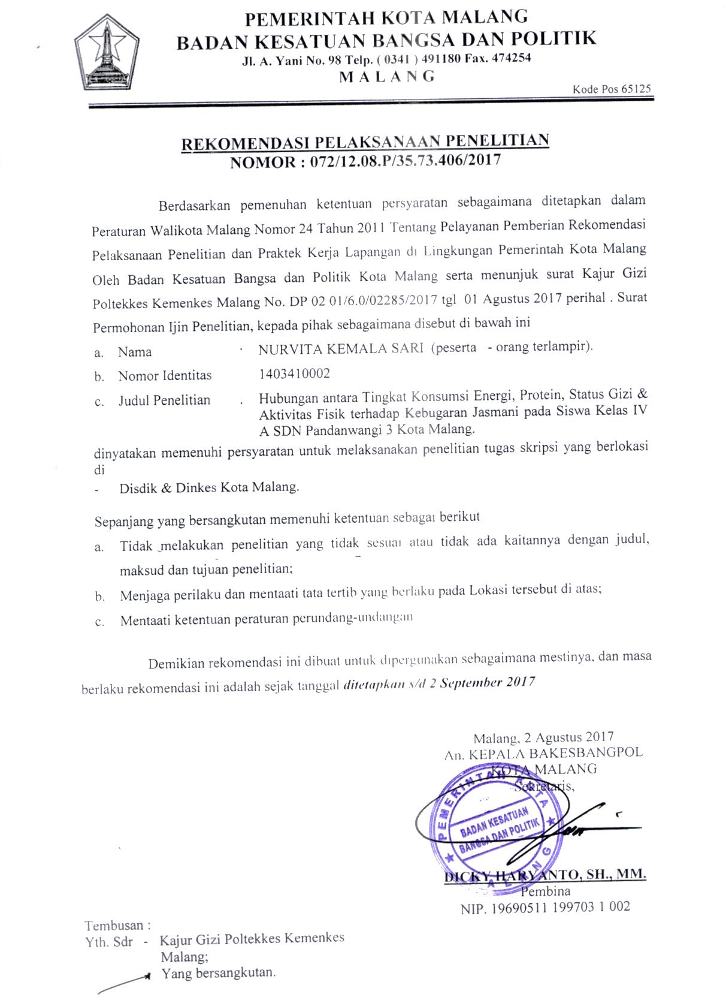 PEMERINTAH KOTA MALANG
BADAN KESATUAN BANGSA DAN POLITIK
Jl. A. Yani No. 98 Telp. ( 0341 ) 491180 Fax. 474254
M A L A N G
Kode Pos 65125
REKOMENDASI PELAKSANAAN PENELITIAN
NOMOR : 072/12.08.P/35.73.406/2017
Berdasarkan pemenuhan ketentuan persyaratan sebagaimana ditetapkan dalam
Peraturan Walikota Malang Nomor 24 Tahun 2011 Tentang Pelayanan Pemberian Rekomendasi
Pelaksanaan Penelitian dan Praktek Kerja Lapangan di Lingkungan Pemerintah Kota Malang
Oleh Badan Kesatuan Bangsa dan Politik Kota Malang serta menunjuk surat Kajur Gizi
Poltekkes Kemenkes Malang No. DP 02 01/6.0/02285/2017 tgl 01 Agustus 2017 perihal . Surat
Permohonan Ijin Penelitian, kepada pihak sebagaimana disebut di bawah ini
a. Nama · NURVITA KEMALA SARI (peserta - orang terlampir).
b. Nomor Identitas 1403410002
c. Judul Penelitian . Hubungan antara Tingkat Konsumsi Energi, Protein, Status Gizi &
Aktivitas Fisik terhadap Kebugaran Jasmani pada Siswa Kelas IV
A SDN Pandanwangi 3 Kota Malang.
dinyatakan memenuhi persyaratan untuk melaksanakan penelitian tugas skripsi yang berlokasi
di
- Disdik & Dinkes Kota Malang.
Sepanjang yang bersangkutan memenuhi ketentuan sebagai berikut
a. Tidak melakukan penelitian yang tidak sesuai atau tidak ada kaitannya dengan judul,
maksud dan tujuan penelitian;
b. Menjaga perilaku dan mentaati tata tertib yang berlaku pada Lokasi tersebut di atas;
c. Mentaati ketentuan peraturan perundang-undangan
Demikian rekomendasi ini dibuat untuk dipergunakan sebagaimana mestinya, dan masa
berlaku rekomendasi ini adalah sejak tanggal ditetapkan s/d 2 September 2017
Malang, 2 Agustus 2017
An. KEPALA BAKESBANGPOL
KOTA MALANG
Sekretaris,
PEMERINTAH KOTA
BADAN KESATUAN
BANGSA DAN POLITIK
MALANG
DICKY HARYANTO, SH., MM.
Pembina
NIP. 19690511 199703 1 002
Tembusan :
Yth. Sdr - Kajur Gizi Poltekkes Kemenkes
Malang;
Yang bersangkutan.